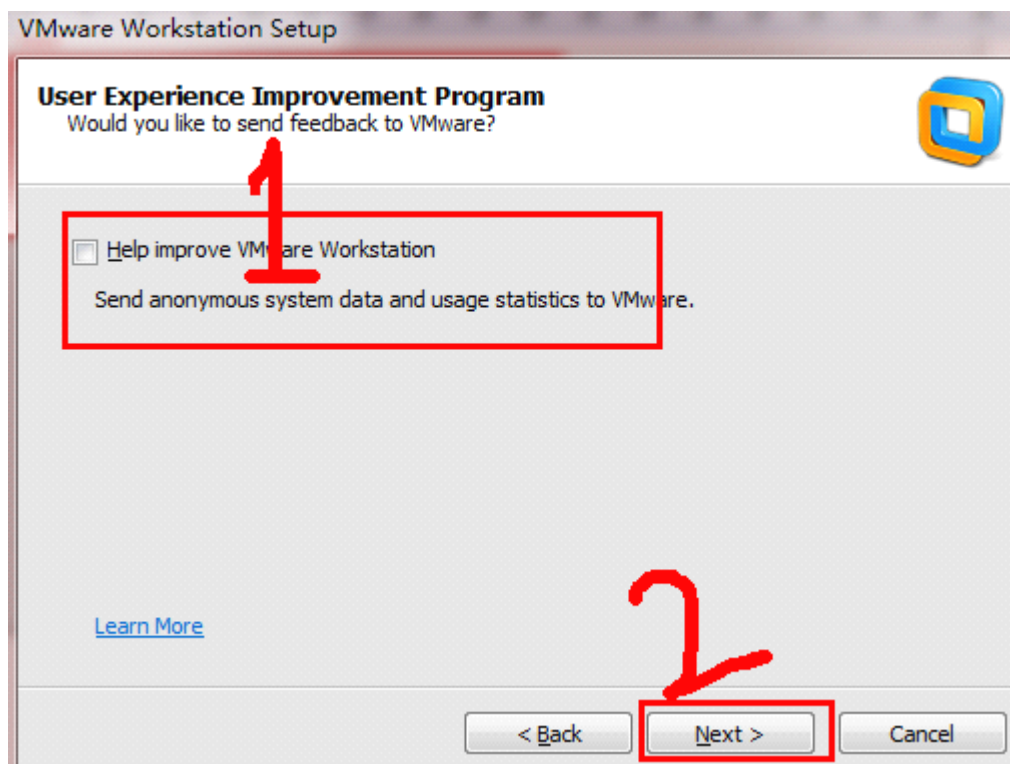 VMware Workstation Setup
User Experience Improvement Program
Would you like to send feedback to VMware?
1
Help improve VMware Workstation
Send anonymous system data and usage statistics to VMware.
Learn More
2
< Back
Next >
Cancel